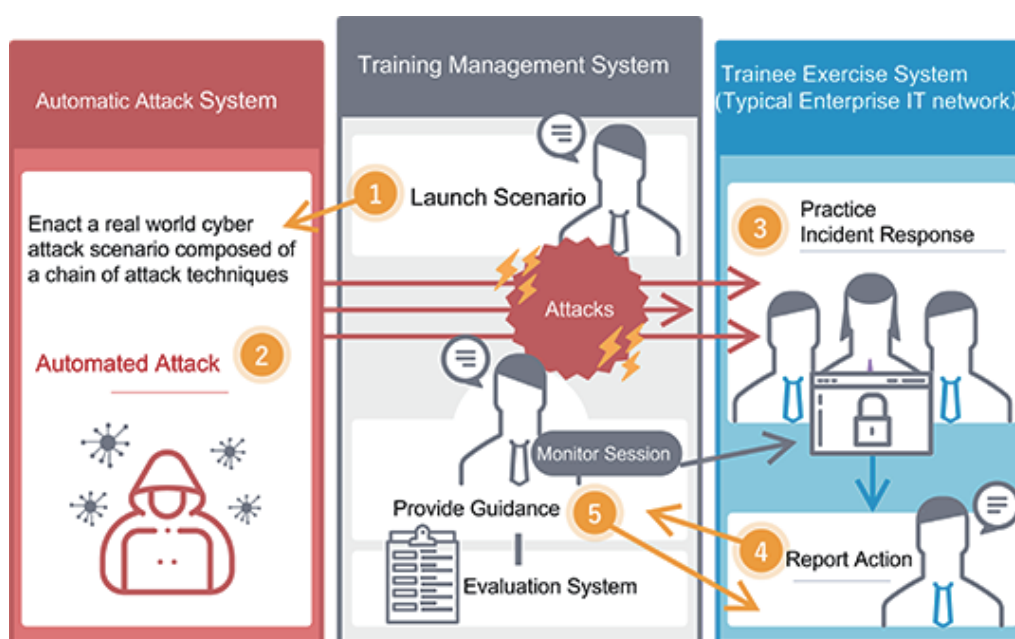 Automatic Attack System
Enact a real world cyber
attack scenario composed of
a chain of attack techniques
Automated Attack
2
Training Management System
1
Launch Scenario
Attacks
Monitor Session
Provide Guidance
5
Evaluation System
Trainee Exercise System
(Typical Enterprise IT network)
3
Practice
Incident Response
4
Report Action